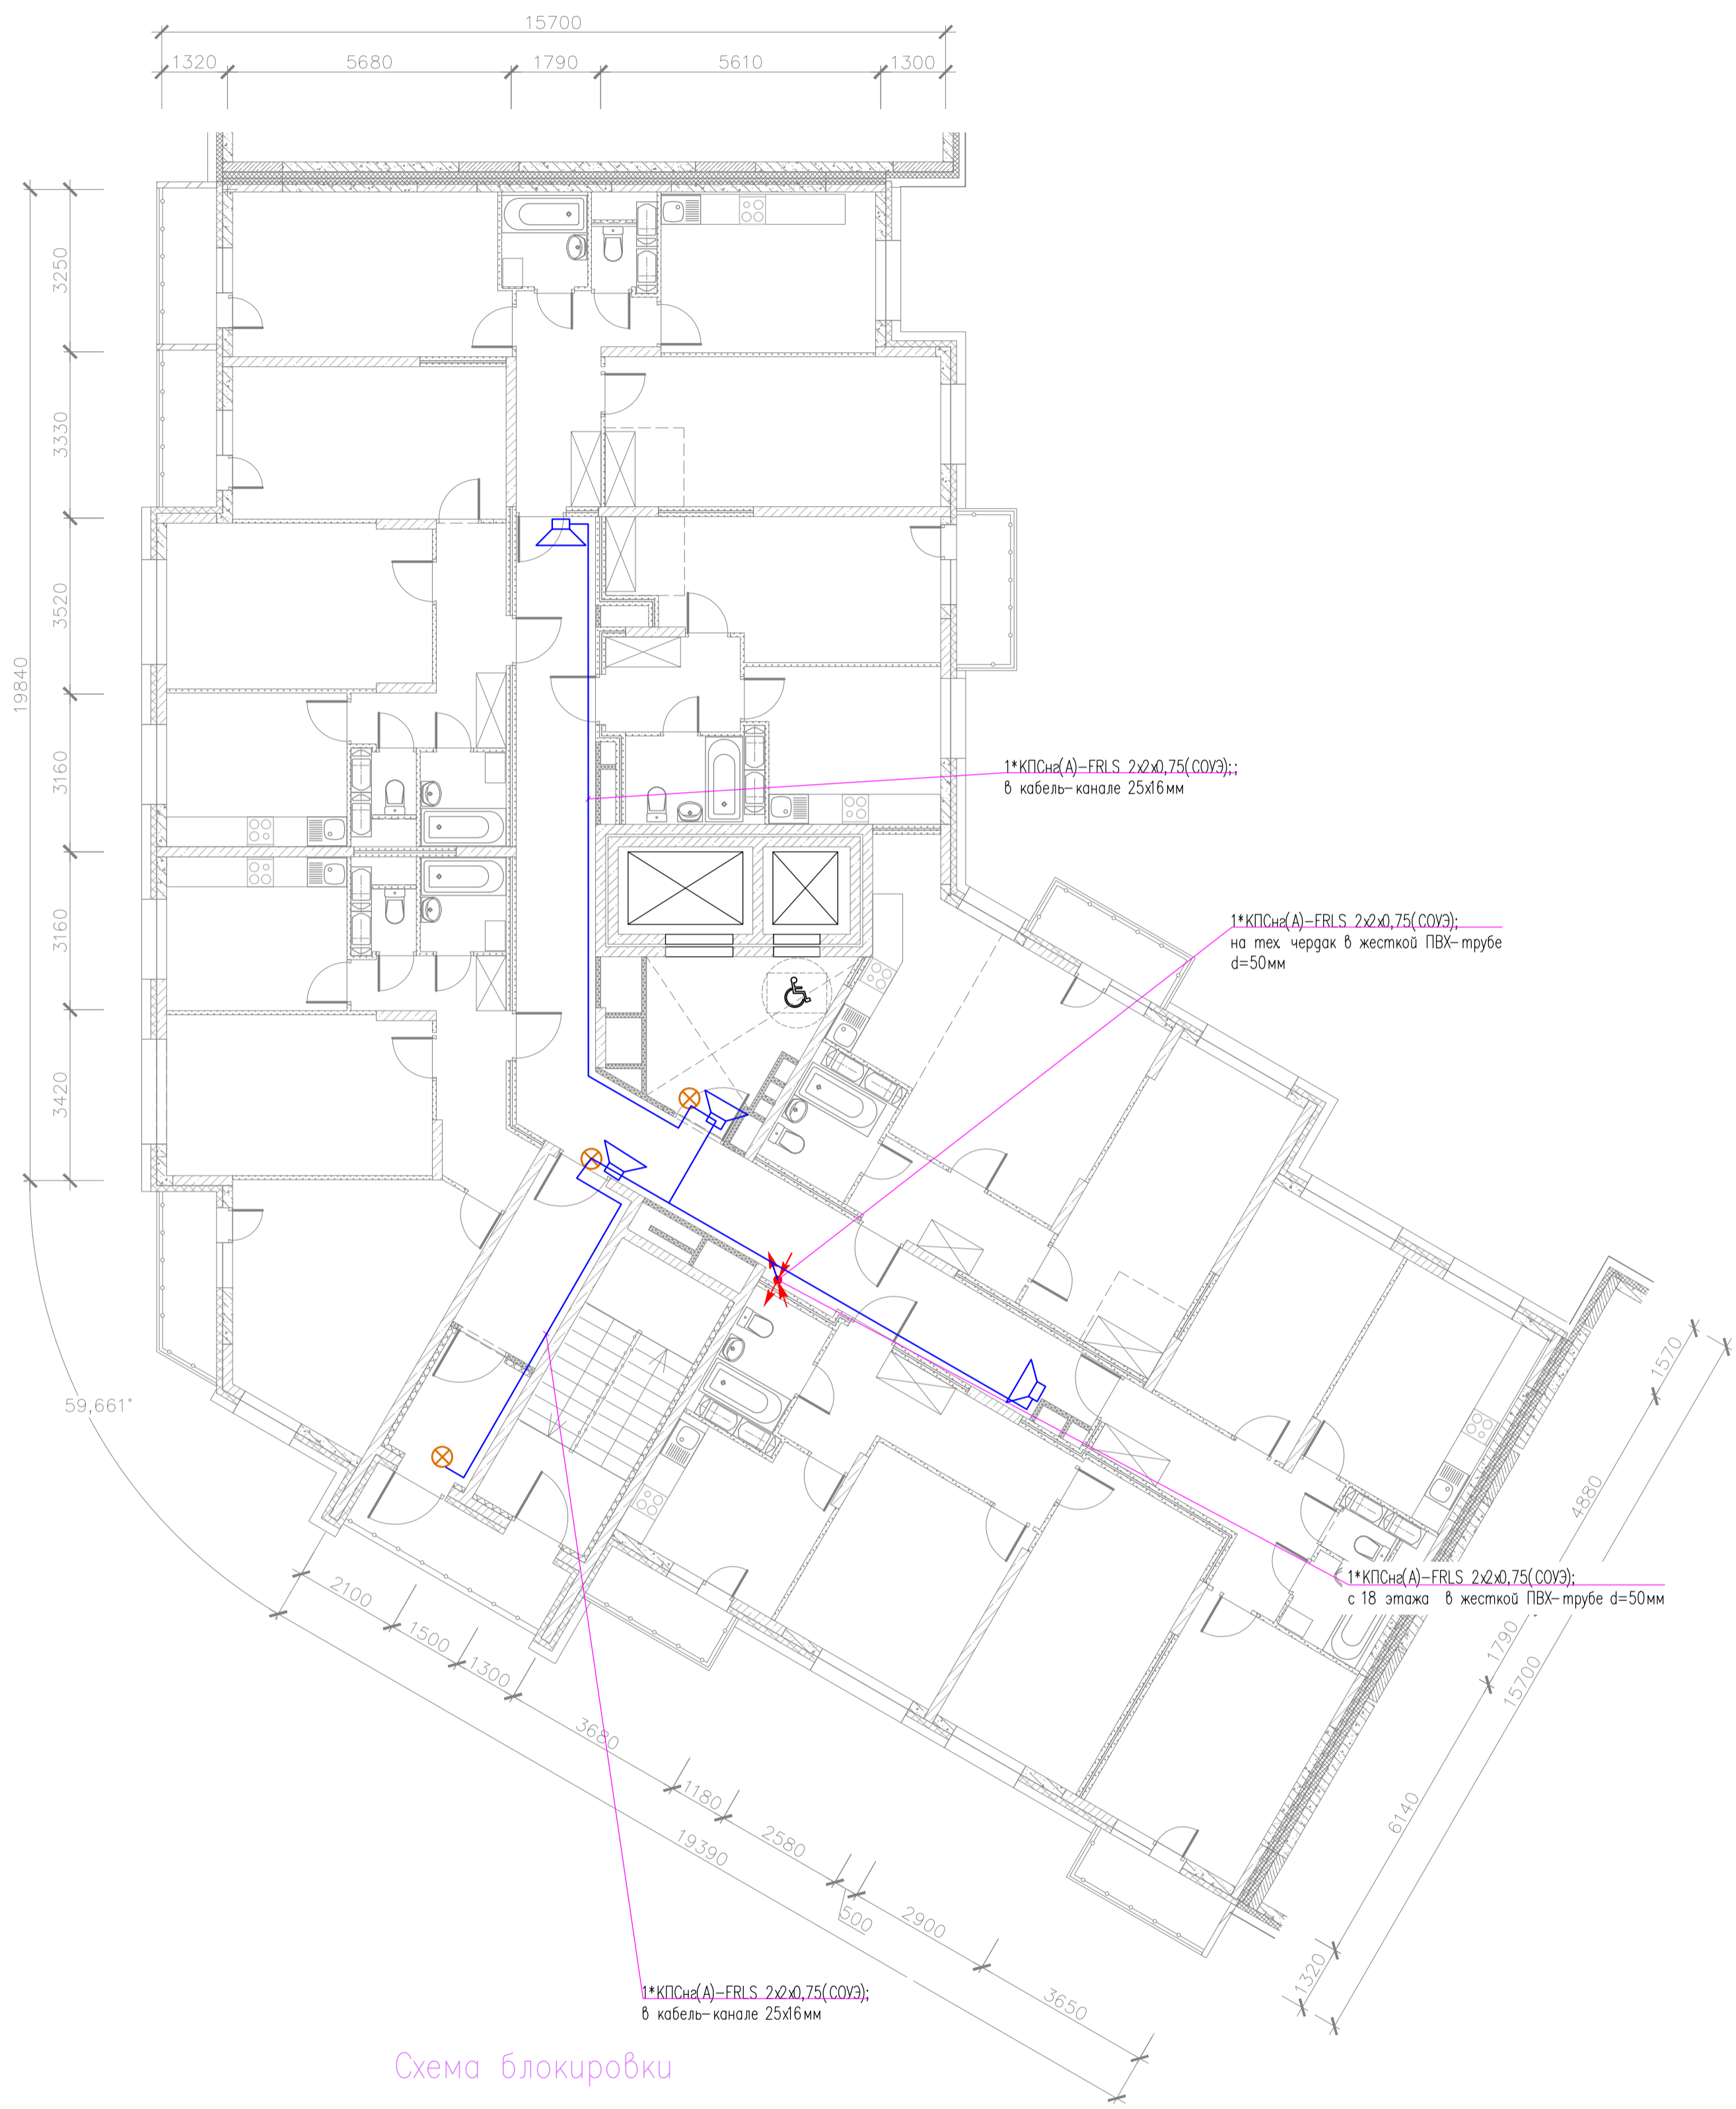 15700
1320 5680 1790 5610 1300
3250
3330
3520
19840
3160
3160
3420
1*КПСнг(А)-FRLS 2х2х0,75(СОУЭ);;
в кабель-канале 25х16мм
1*КПСнг(А)-FRLS 2х2х0,75(СОУЭ);
на тех. чердак в жесткой ПВХ-трубе
d=50мм
59,661°
1570
4880
1*КПСнг(А)-FRLS 2х2х0,75(СОУЭ);
с 18 этажа в жесткой ПВХ-трубе d=50мм
1790
15700
6140
1320
2100
1500
1300
3680
1180
2580
19390
500
2900
3650
1*КПСнг(А)-FRLS 2х2х0,75(СОУЭ);
в кабель-канале 25х16мм
Схема блокировки